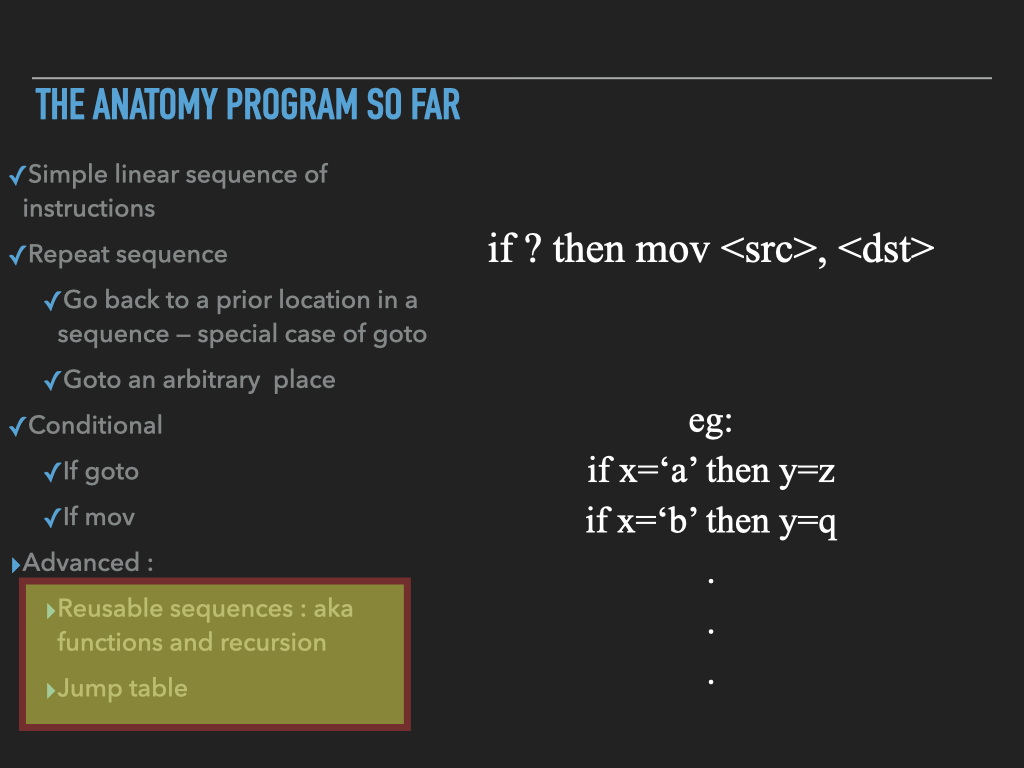 THE ANATOMY PROGRAM SO FAR
✓Simple linear sequence of
instructions
✓Repeat sequence
✓Go back to a prior location in a
sequence – special case of goto
✓Goto an arbitrary  place
✓Conditional
✓If goto
✓If mov
▸Advanced :
▸Reusable sequences : aka
functions and recursion
▸Jump table
if ? then mov <src>, <dst>
eg:
if x=‘a’ then y=z
if x=‘b’ then y=q
.
.
.